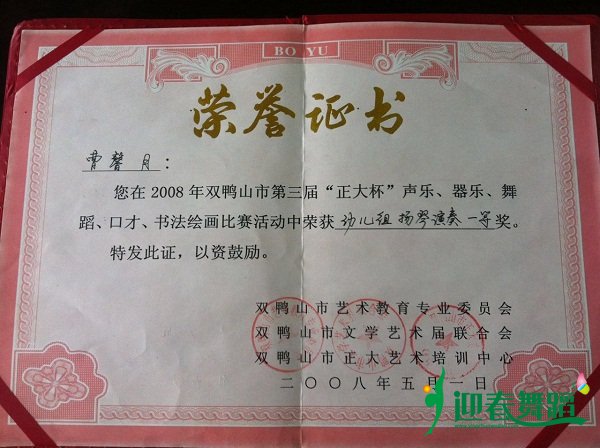 BO YU
荣誉证书
曹馨月：
您在2008年双鸭山市第三届“正大杯”声乐、器乐、舞
蹈、口才、书法绘画比赛活动中荣获 幼儿组 扬琴演奏 一等奖。
特发此证，以资鼓励。
双鸭山市艺术教育专业委员会
双鸭山市文学艺术届联合会
双鸭山市正大艺术培训中心
二〇〇八年五月一日
迎春舞蹈